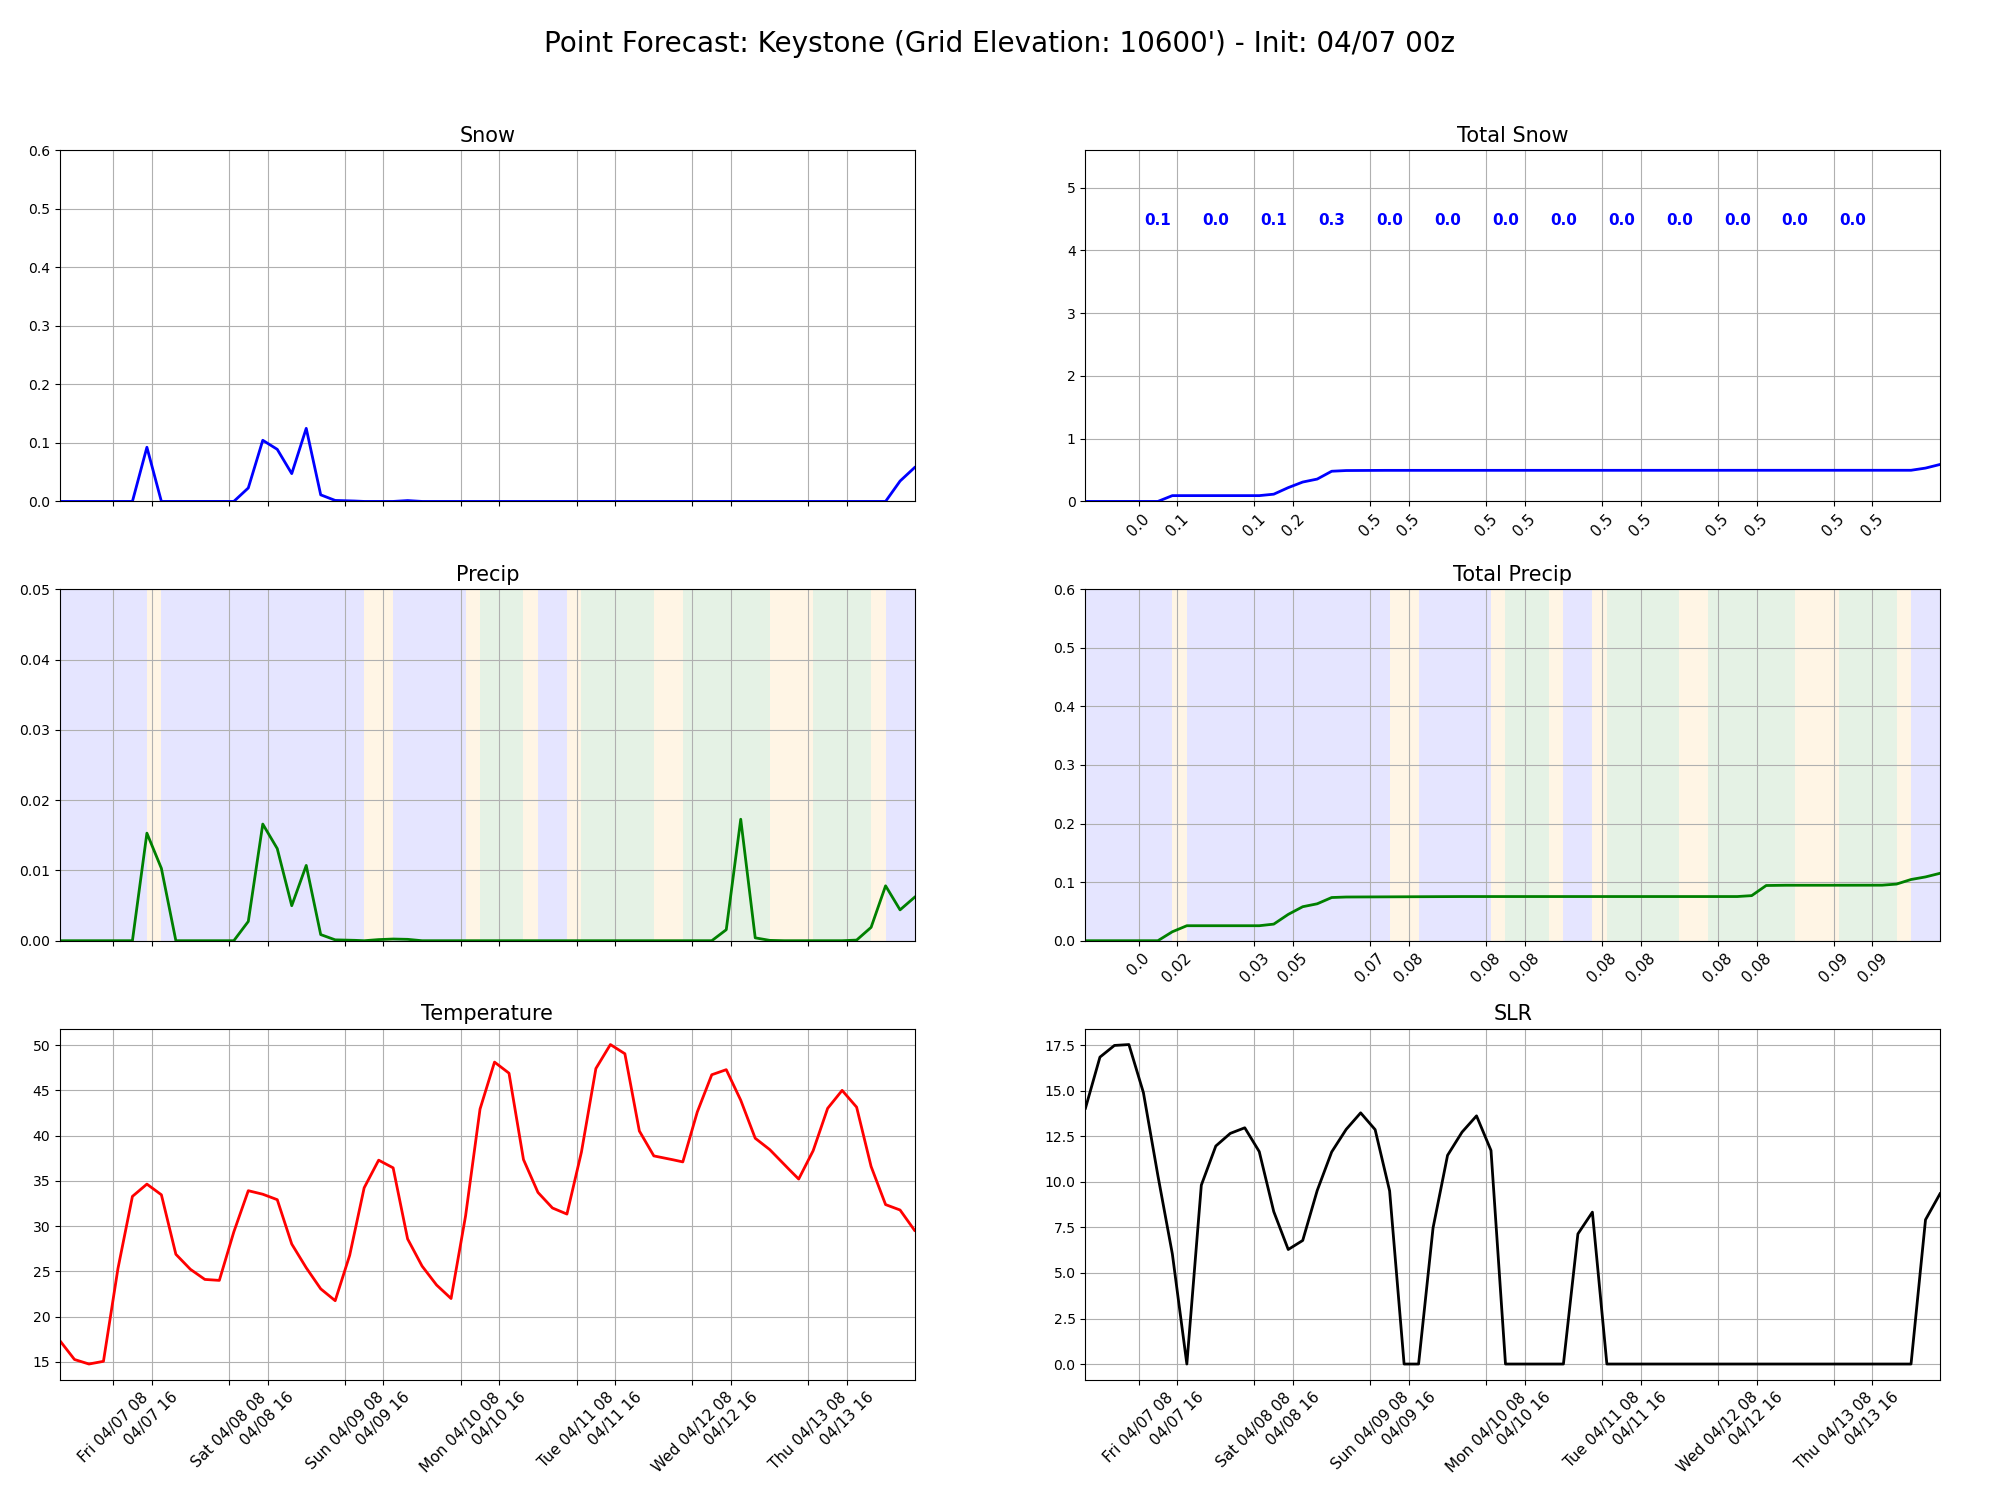 Point Forecast: Keystone (Grid Elevation: 10600') - Init: 04/07 00z
Snow
0.6
0.5
0.4
0.3
0.2
0.1
0.0
Total Snow
5
4
3
2
1
0
0.1 0.0 0.1 0.3 0.0 0.0 0.0 0.0 0.0 0.0 0.0 0.0 0.0
0.0 0.1 0.1 0.2 0.5 0.5 0.5 0.5 0.5 0.5 0.5 0.5 0.5 0.5
Precip
0.05
0.04
0.03
0.02
0.01
0.00
Total Precip
0.6
0.5
0.4
0.3
0.2
0.1
0.0
0.0 0.02 0.03 0.05 0.07 0.08 0.08 0.08 0.08 0.08 0.08 0.08 0.09 0.09
Temperature
50
45
40
35
30
25
20
15
Fri 04/07 08
04/07 16
Sat 04/08 08
04/08 16
Sun 04/09 08
04/09 16
Mon 04/10 08
04/10 16
Tue 04/11 08
04/11 16
Wed 04/12 08
04/12 16
Thu 04/13 08
04/13 16
SLR
17.5
15.0
12.5
10.0
7.5
5.0
2.5
0.0
Fri 04/07 08
04/07 16
Sat 04/08 08
04/08 16
Sun 04/09 08
04/09 16
Mon 04/10 08
04/10 16
Tue 04/11 08
04/11 16
Wed 04/12 08
04/12 16
Thu 04/13 08
04/13 16